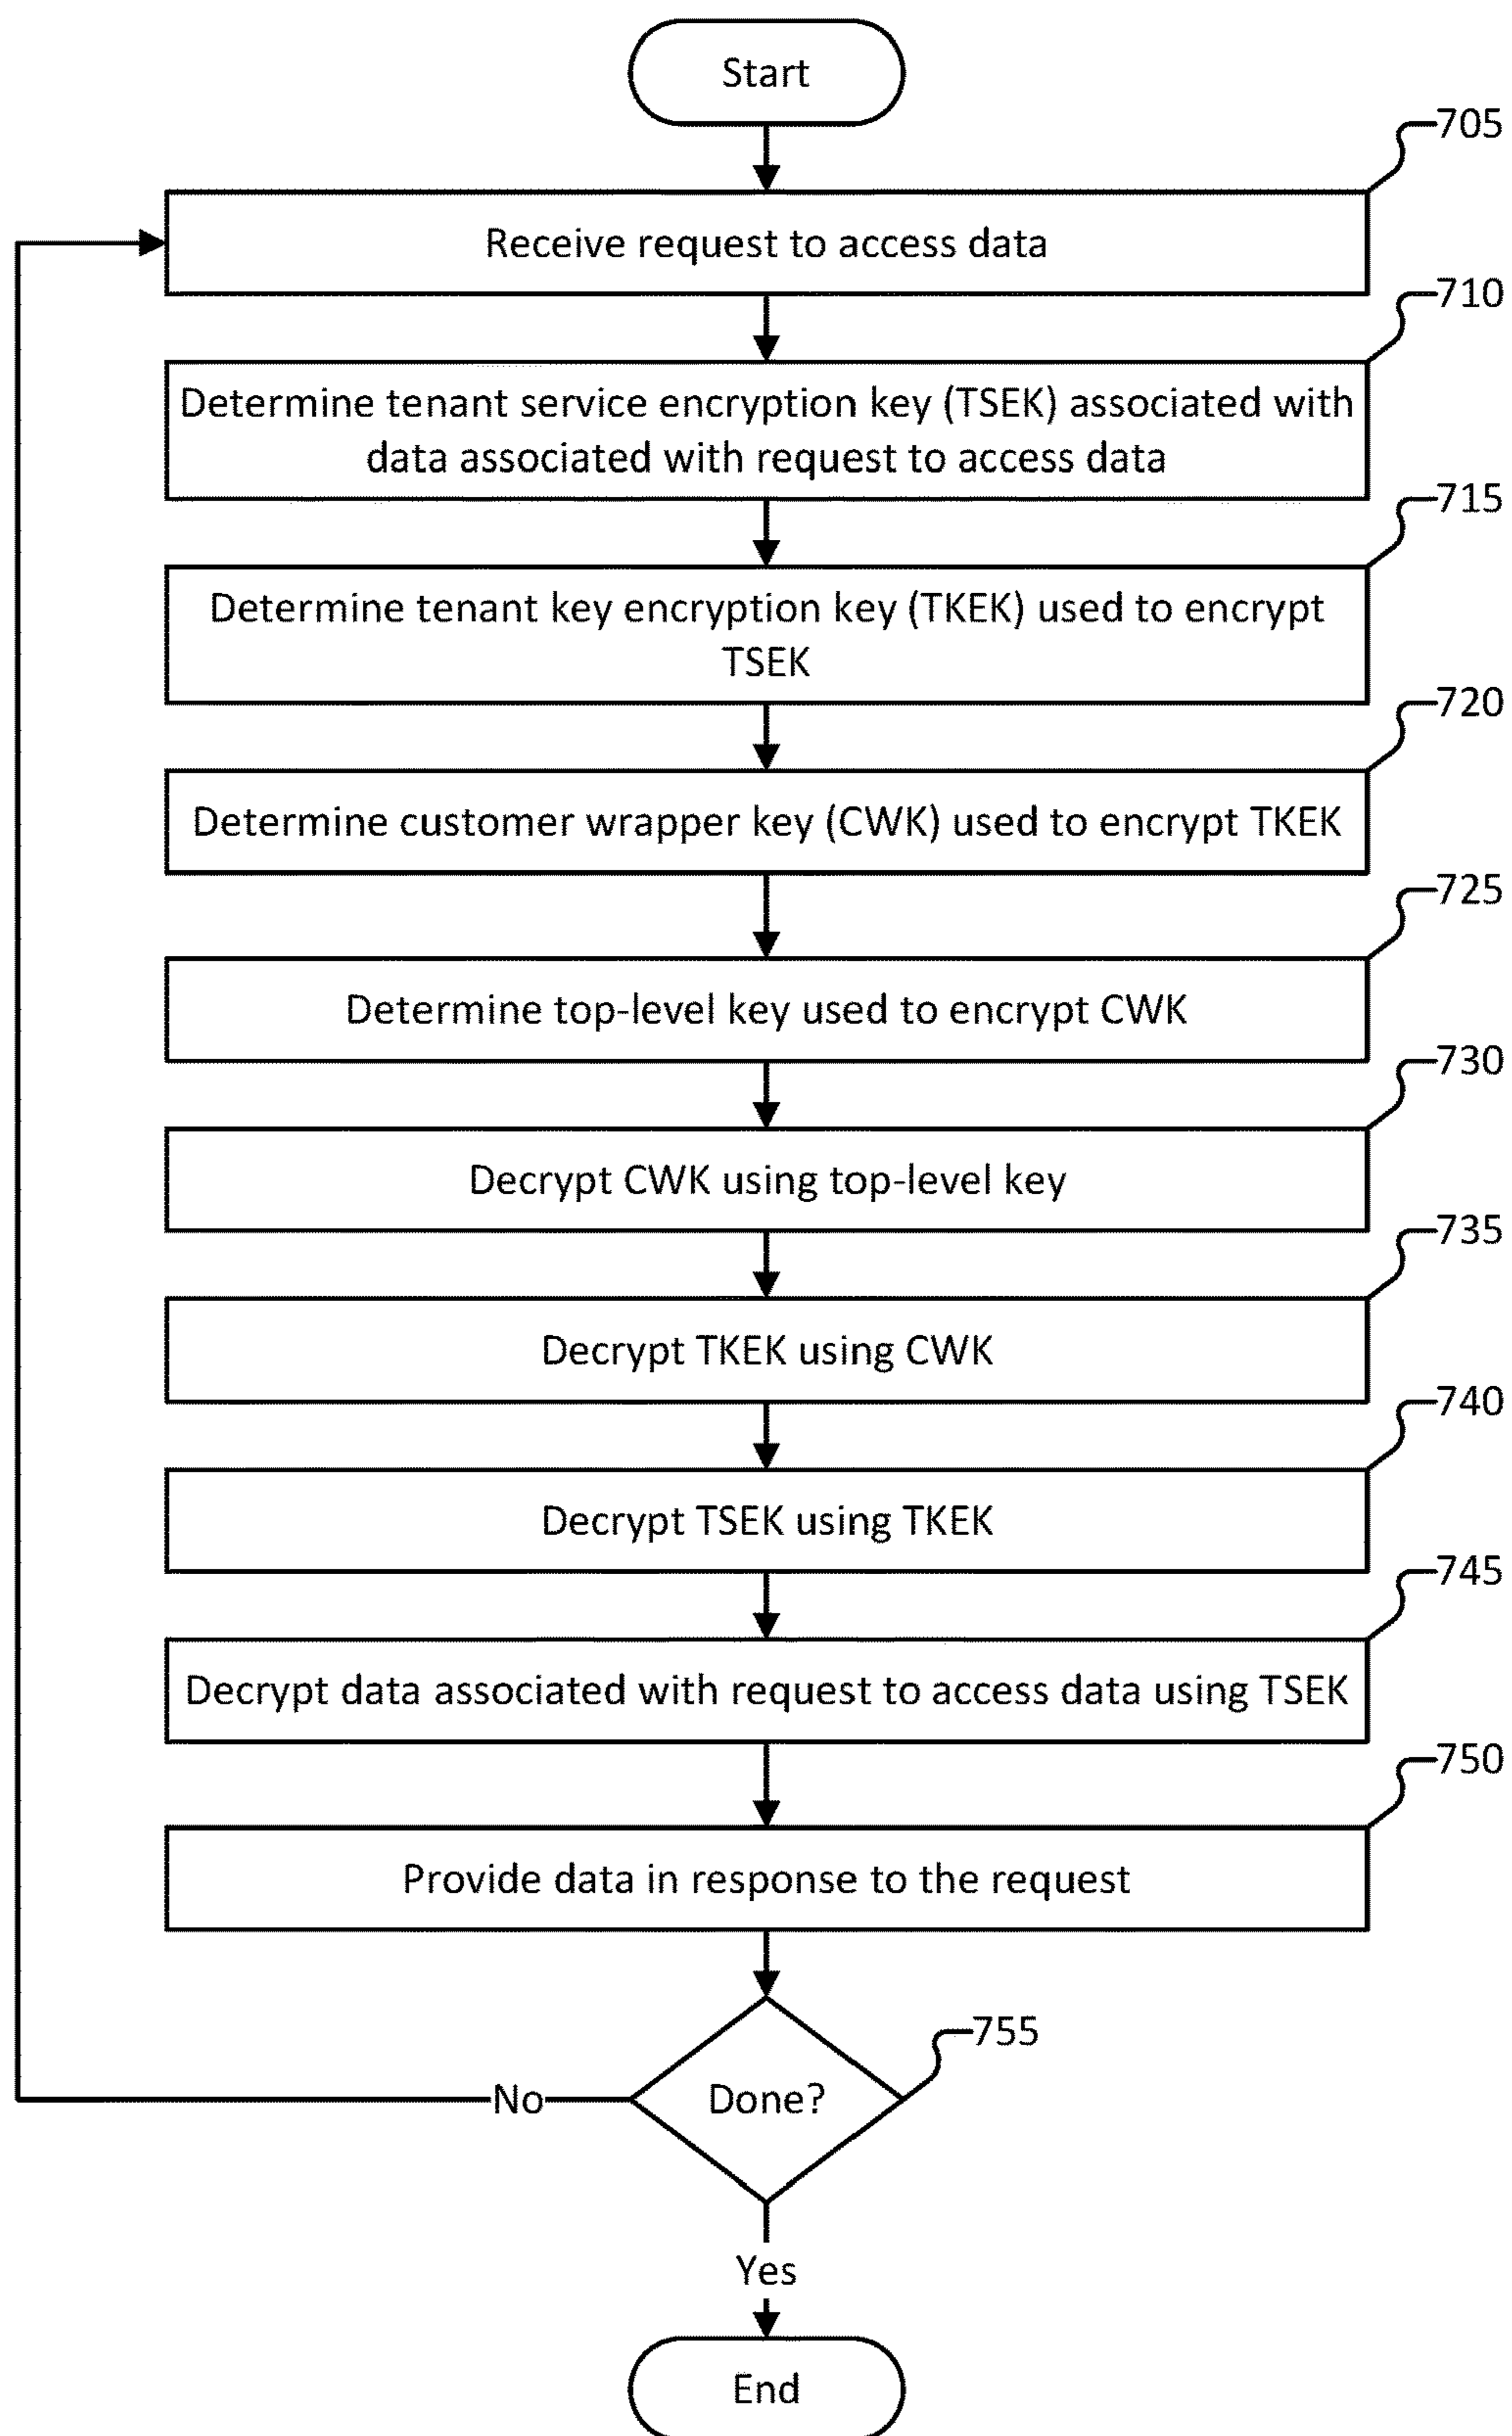 Start
705
Receive request to access data
710
Determine tenant service encryption key (TSEK) associated with
data associated with request to access data
715
Determine tenant key encryption key (TKEK) used to encrypt
TSEK
720
Determine customer wrapper key (CWK) used to encrypt TKEK
725
Determine top-level key used to encrypt CWK
730
Decrypt CWK using top-level key
735
Decrypt TKEK using CWK
740
Decrypt TSEK using TKEK
745
Decrypt data associated with request to access data using TSEK
750
Provide data in response to the request
755
Done?
No
Yes
End